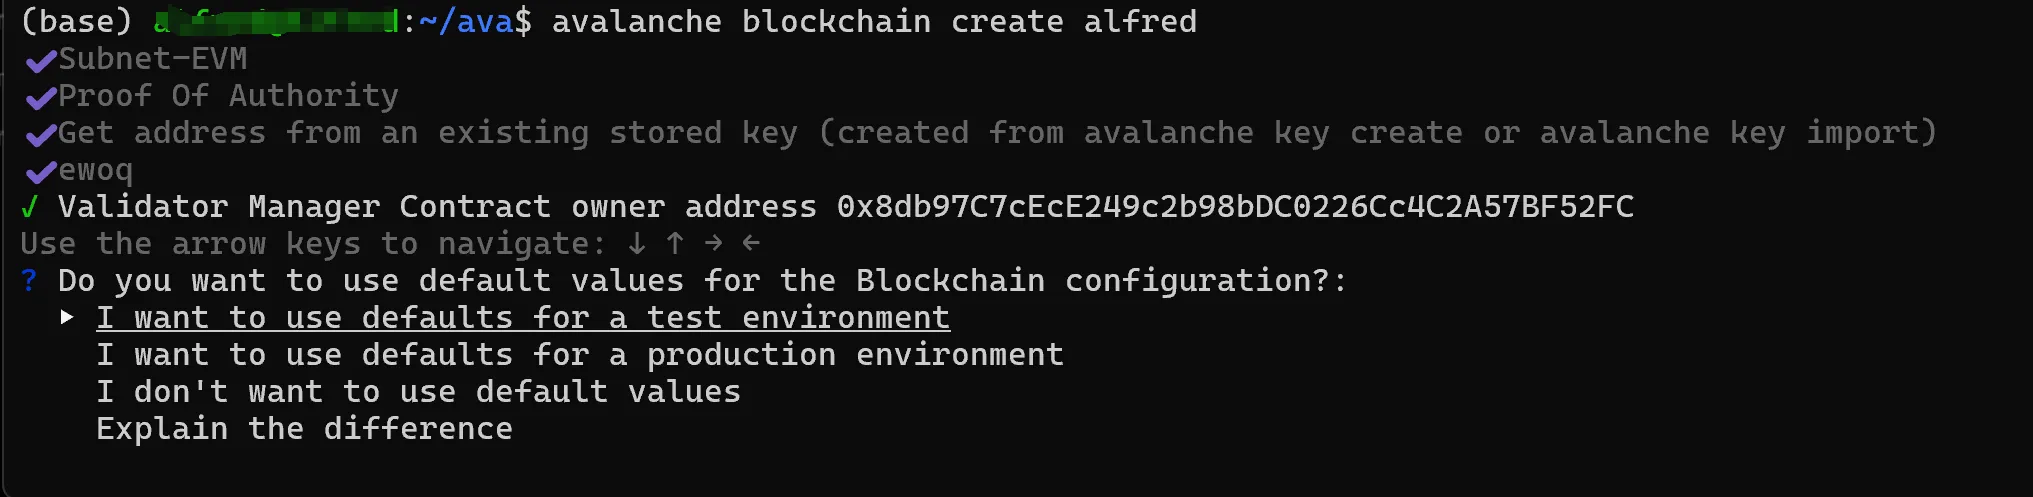 (base) :~/ava$ avalanche blockchain create alfred
✔Subnet-EVM
✔Proof Of Authority
✔Get address from an existing stored key (created from avalanche key create or avalanche key import)
✔ewoq
✓ Validator Manager Contract owner address 0x8db97C7cEcE249c2b98bDC0226Cc4C2A57BF52FC
Use the arrow keys to navigate: ↓ ↑ → ←
? Do you want to use default values for the Blockchain configuration?:
▸ I want to use defaults for a test environment
I want to use defaults for a production environment
I don't want to use default values
Explain the difference